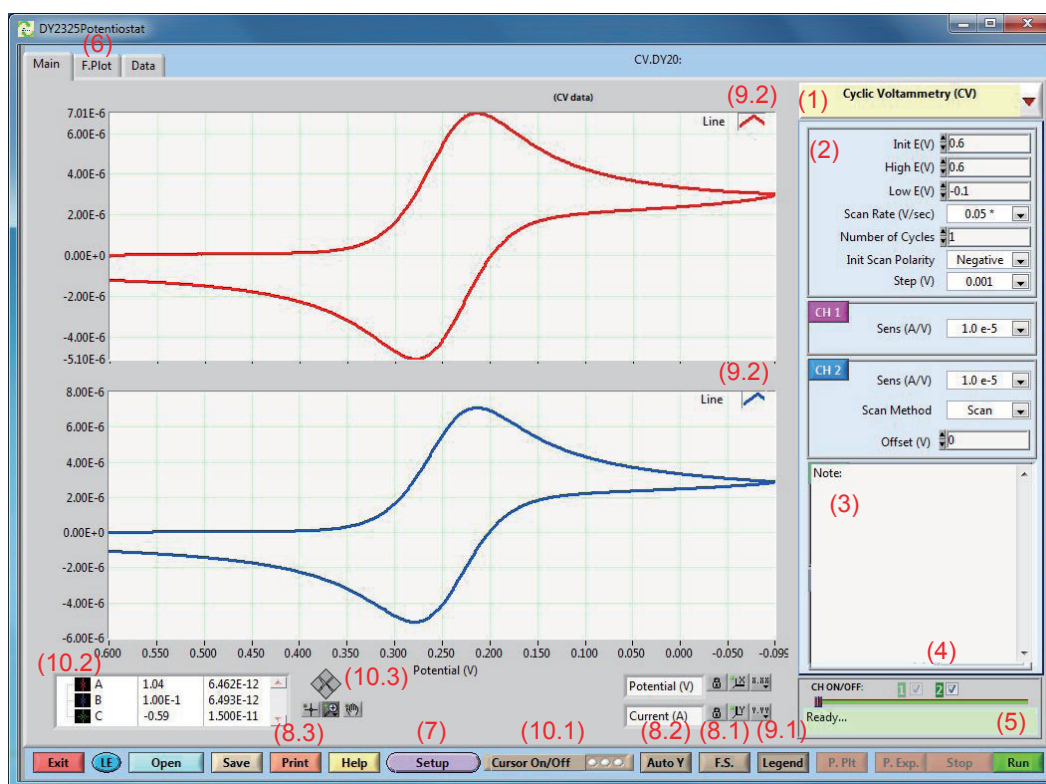 DY2325Potentiostat
(6)
Main F.Plot Data CV.DY20:
(CV data)
(9.2)
Line
7.01E-6
6.00E-6
4.00E-6
2.00E-6
0.00E+0
-2.00E-6
-4.00E-6
-5.10E-6
(9.2)
Line
8.00E-6
6.00E-6
4.00E-6
2.00E-6
0.00E+0
-2.00E-6
-4.00E-6
-6.00E-6
0.600 0.550 0.500 0.450 0.400 0.350 0.300 0.250 0.200 0.150 0.100 0.050 0.000 -0.050 -0.099
Potential (V)
(1) Cyclic Voltammetry (CV)
(2)
Init E(V) 0.6
High E(V) 0.6
Low E(V) -0.1
Scan Rate (V/sec) 0.05 *
Number of Cycles 1
Init Scan Polarity Negative
Step (V) 0.001
CH 1
Sens (A/V) 1.0 e-5
CH 2
Sens (A/V) 1.0 e-5
Scan Method Scan
Offset (V) 0
Note:
(3)
(4)
(10.2)
A 1.04 6.462E-12
B 1.00E-1 6.493E-12
C -0.59 1.500E-11
(10.3)
Potential (V) X X.XX
Current (A) Y Y.YY
CH ON/OFF: 1 2
Ready...
(5)
(8.3) (7) (10.1) (8.2) (8.1) (9.1)
Exit LE Open Save Print Help Setup Cursor On/Off Auto Y F.S. Legend P. Plt P. Exp. Stop Run